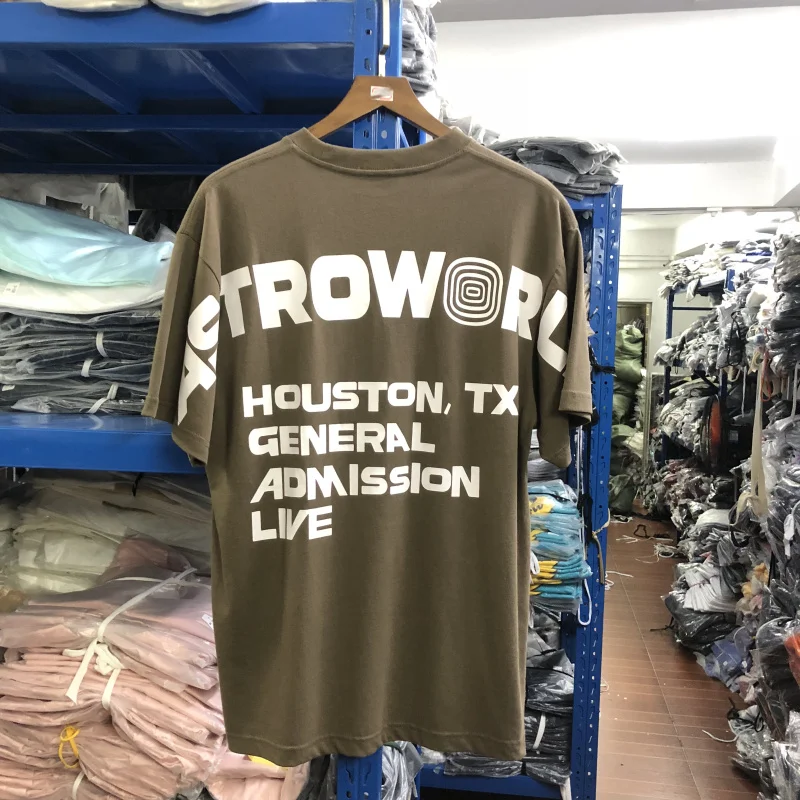 ASTROWORL
HOUSTON, TX
GENERAL
ADMISSION
LIVE